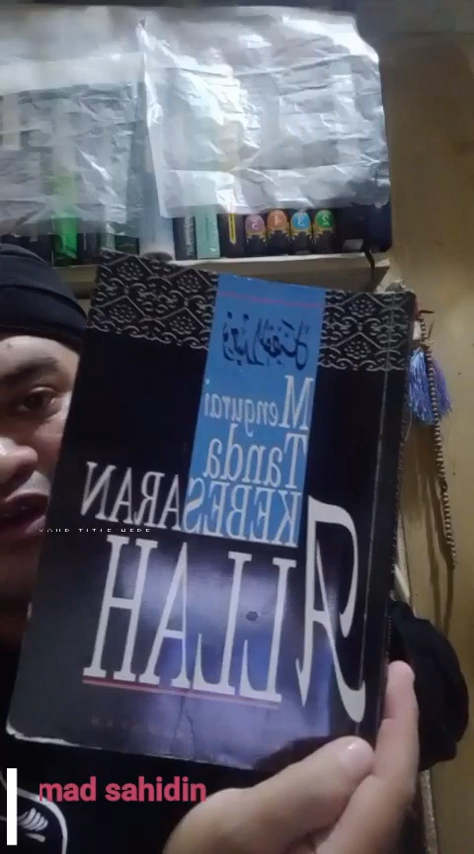 Mengurai
Tanda
KEBESARAN
ALLAH
YOUR TITLE HERE
mad sahidin